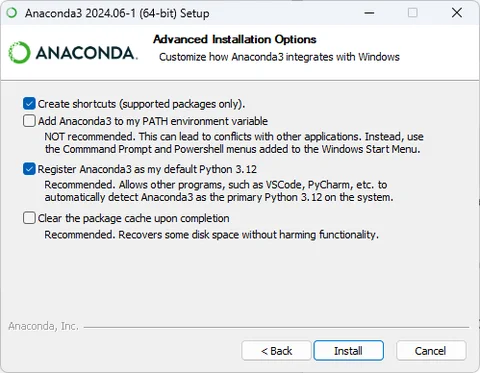 Anaconda3 2024.06-1 (64-bit) Setup
ANACONDA.
Advanced Installation Options
Customize how Anaconda3 integrates with Windows
Create shortcuts (supported packages only).
Add Anaconda3 to my PATH environment variable
NOT recommended. This can lead to conflicts with other applications. Instead, use
the Commmand Prompt and Powershell menus added to the Windows Start Menu.
Register Anaconda3 as my default Python 3.12
Recommended. Allows other programs, such as VSCode, PyCharm, etc. to
automatically detect Anaconda3 as the primary Python 3.12 on the system.
Clear the package cache upon completion
Recommended. Recovers some disk space without harming functionality.
Anaconda, Inc.
< Back
Install
Cancel